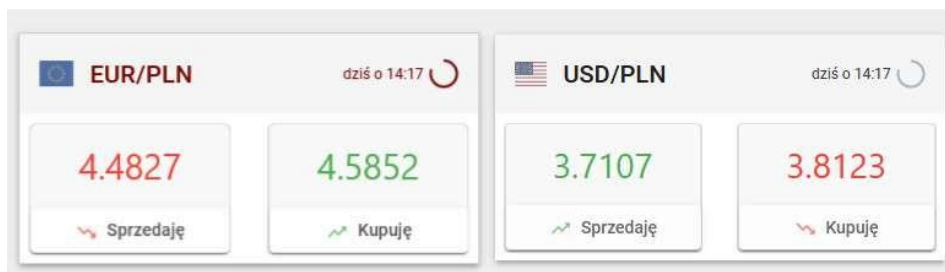 EUR/PLN dziś o 14:17
4.4827 4.5852
Sprzedaję Kupuję
USD/PLN dziś o 14:17
3.7107 3.8123
Sprzedaję Kupuję